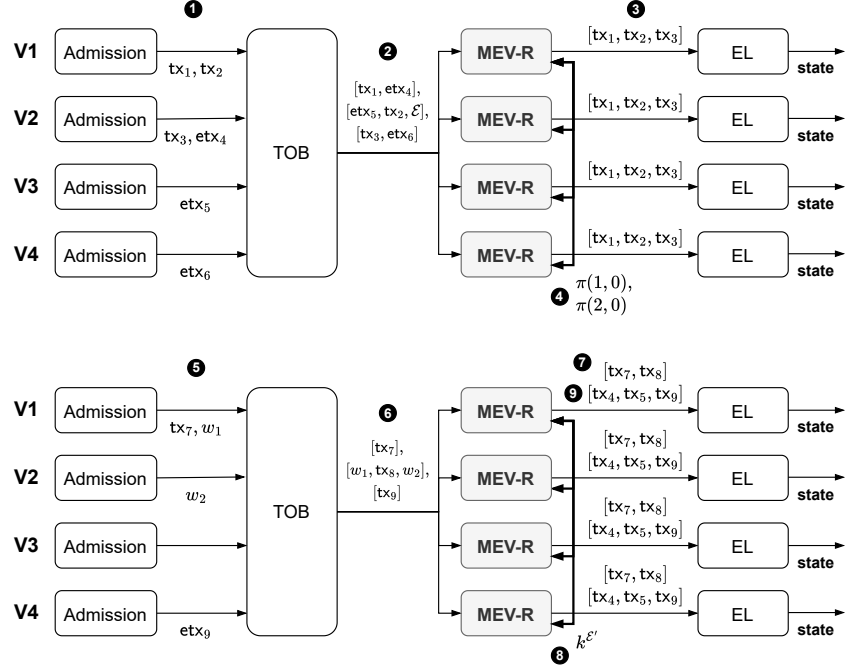 ❶ ❸
V1 Admission tx₁, tx₂ MEV-R [tx₁, tx₂, tx₃] EL state
❷
[tx₁, etx₄],
[etx₅, tx₂, ℰ],
[tx₃, etx₆]
V2 Admission tx₃, etx₄ MEV-R [tx₁, tx₂, tx₃] EL state
TOB
V3 Admission etx₅ MEV-R [tx₁, tx₂, tx₃] EL state
V4 Admission etx₆ MEV-R [tx₁, tx₂, tx₃] EL state
❹ π(1, 0),
π(2, 0)
❺ ❼
❾
V1 Admission tx₇, w₁ MEV-R [tx₇, tx₈] [tx₄, tx₅, tx₉] EL state
❻
[tx₇],
[w₁, tx₈, w₂],
[tx₉]
V2 Admission w₂ MEV-R [tx₇, tx₈] [tx₄, tx₅, tx₉] EL state
TOB
V3 Admission MEV-R [tx₇, tx₈] [tx₄, tx₅, tx₉] EL state
V4 Admission etx₉ MEV-R [tx₇, tx₈] [tx₄, tx₅, tx₉] EL state
❽ k^ℰ′